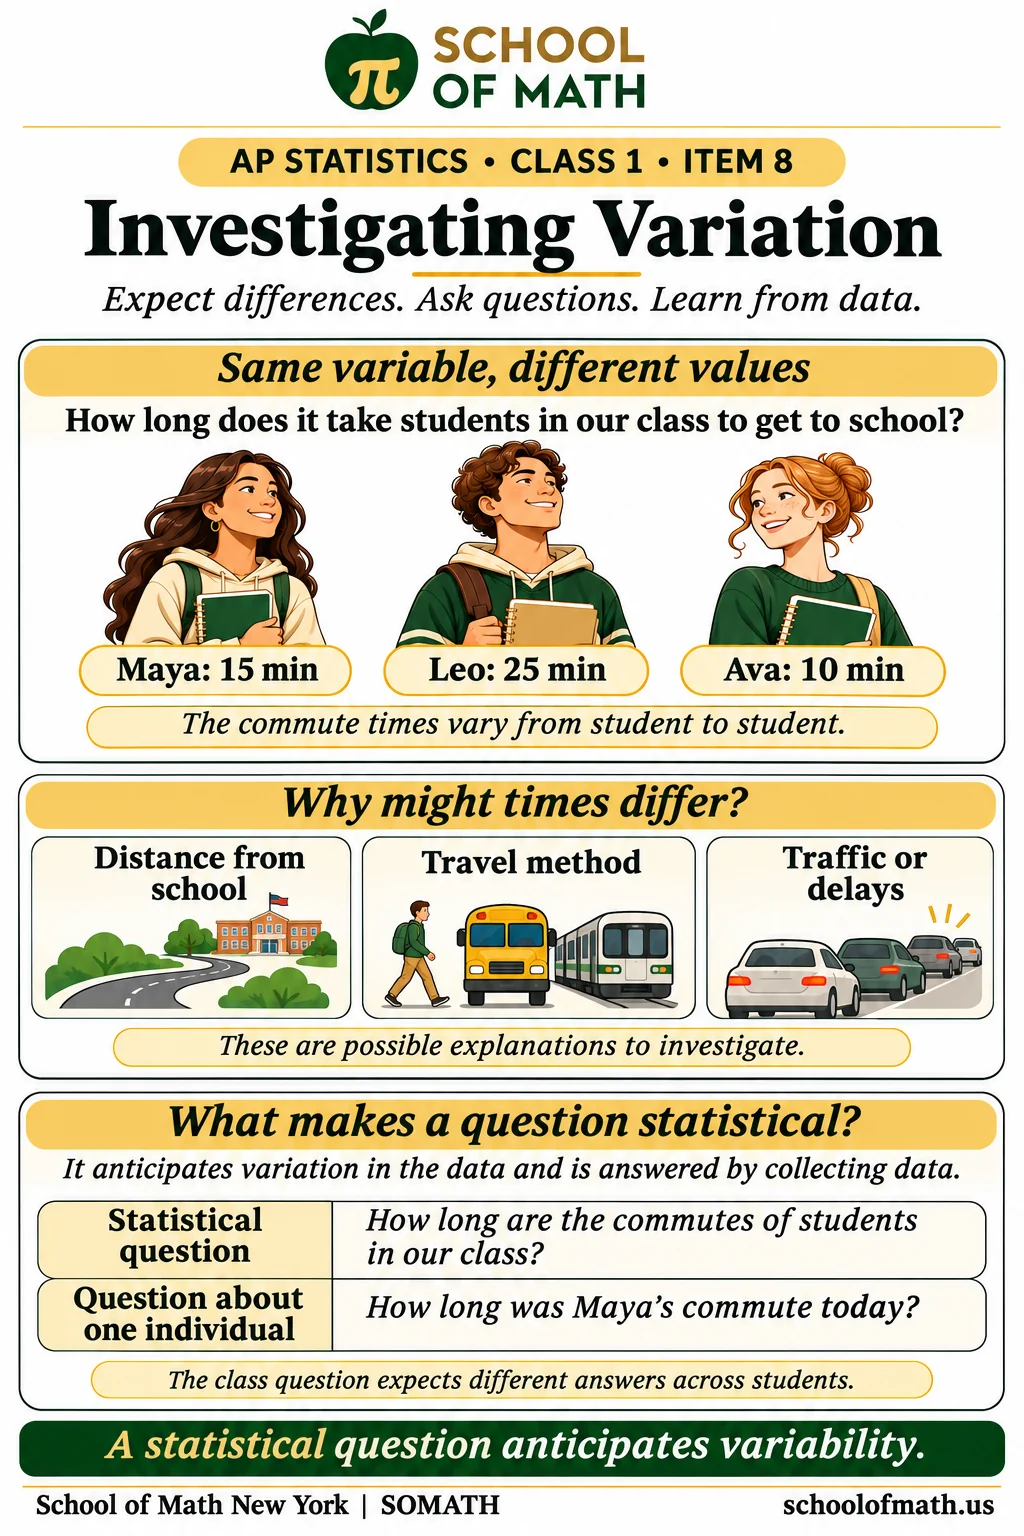 π
SCHOOL
OF MATH
AP STATISTICS • CLASS 1 • ITEM 8
Investigating Variation
Expect differences. Ask questions. Learn from data.
Same variable, different values
How long does it take students in our class to get to school?
Maya: 15 min
Leo: 25 min
Ava: 10 min
The commute times vary from student to student.
Why might times differ?
Distance from
school
Travel method
Traffic or
delays
These are possible explanations to investigate.
What makes a question statistical?
It anticipates variation in the data and is answered by collecting data.
Statistical
question
How long are the commutes of students
in our class?
Question about
one individual
How long was Maya's commute today?
The class question expects different answers across students.
A statistical question anticipates variability.
School of Math New York | SOMATH
schoolofmath.us